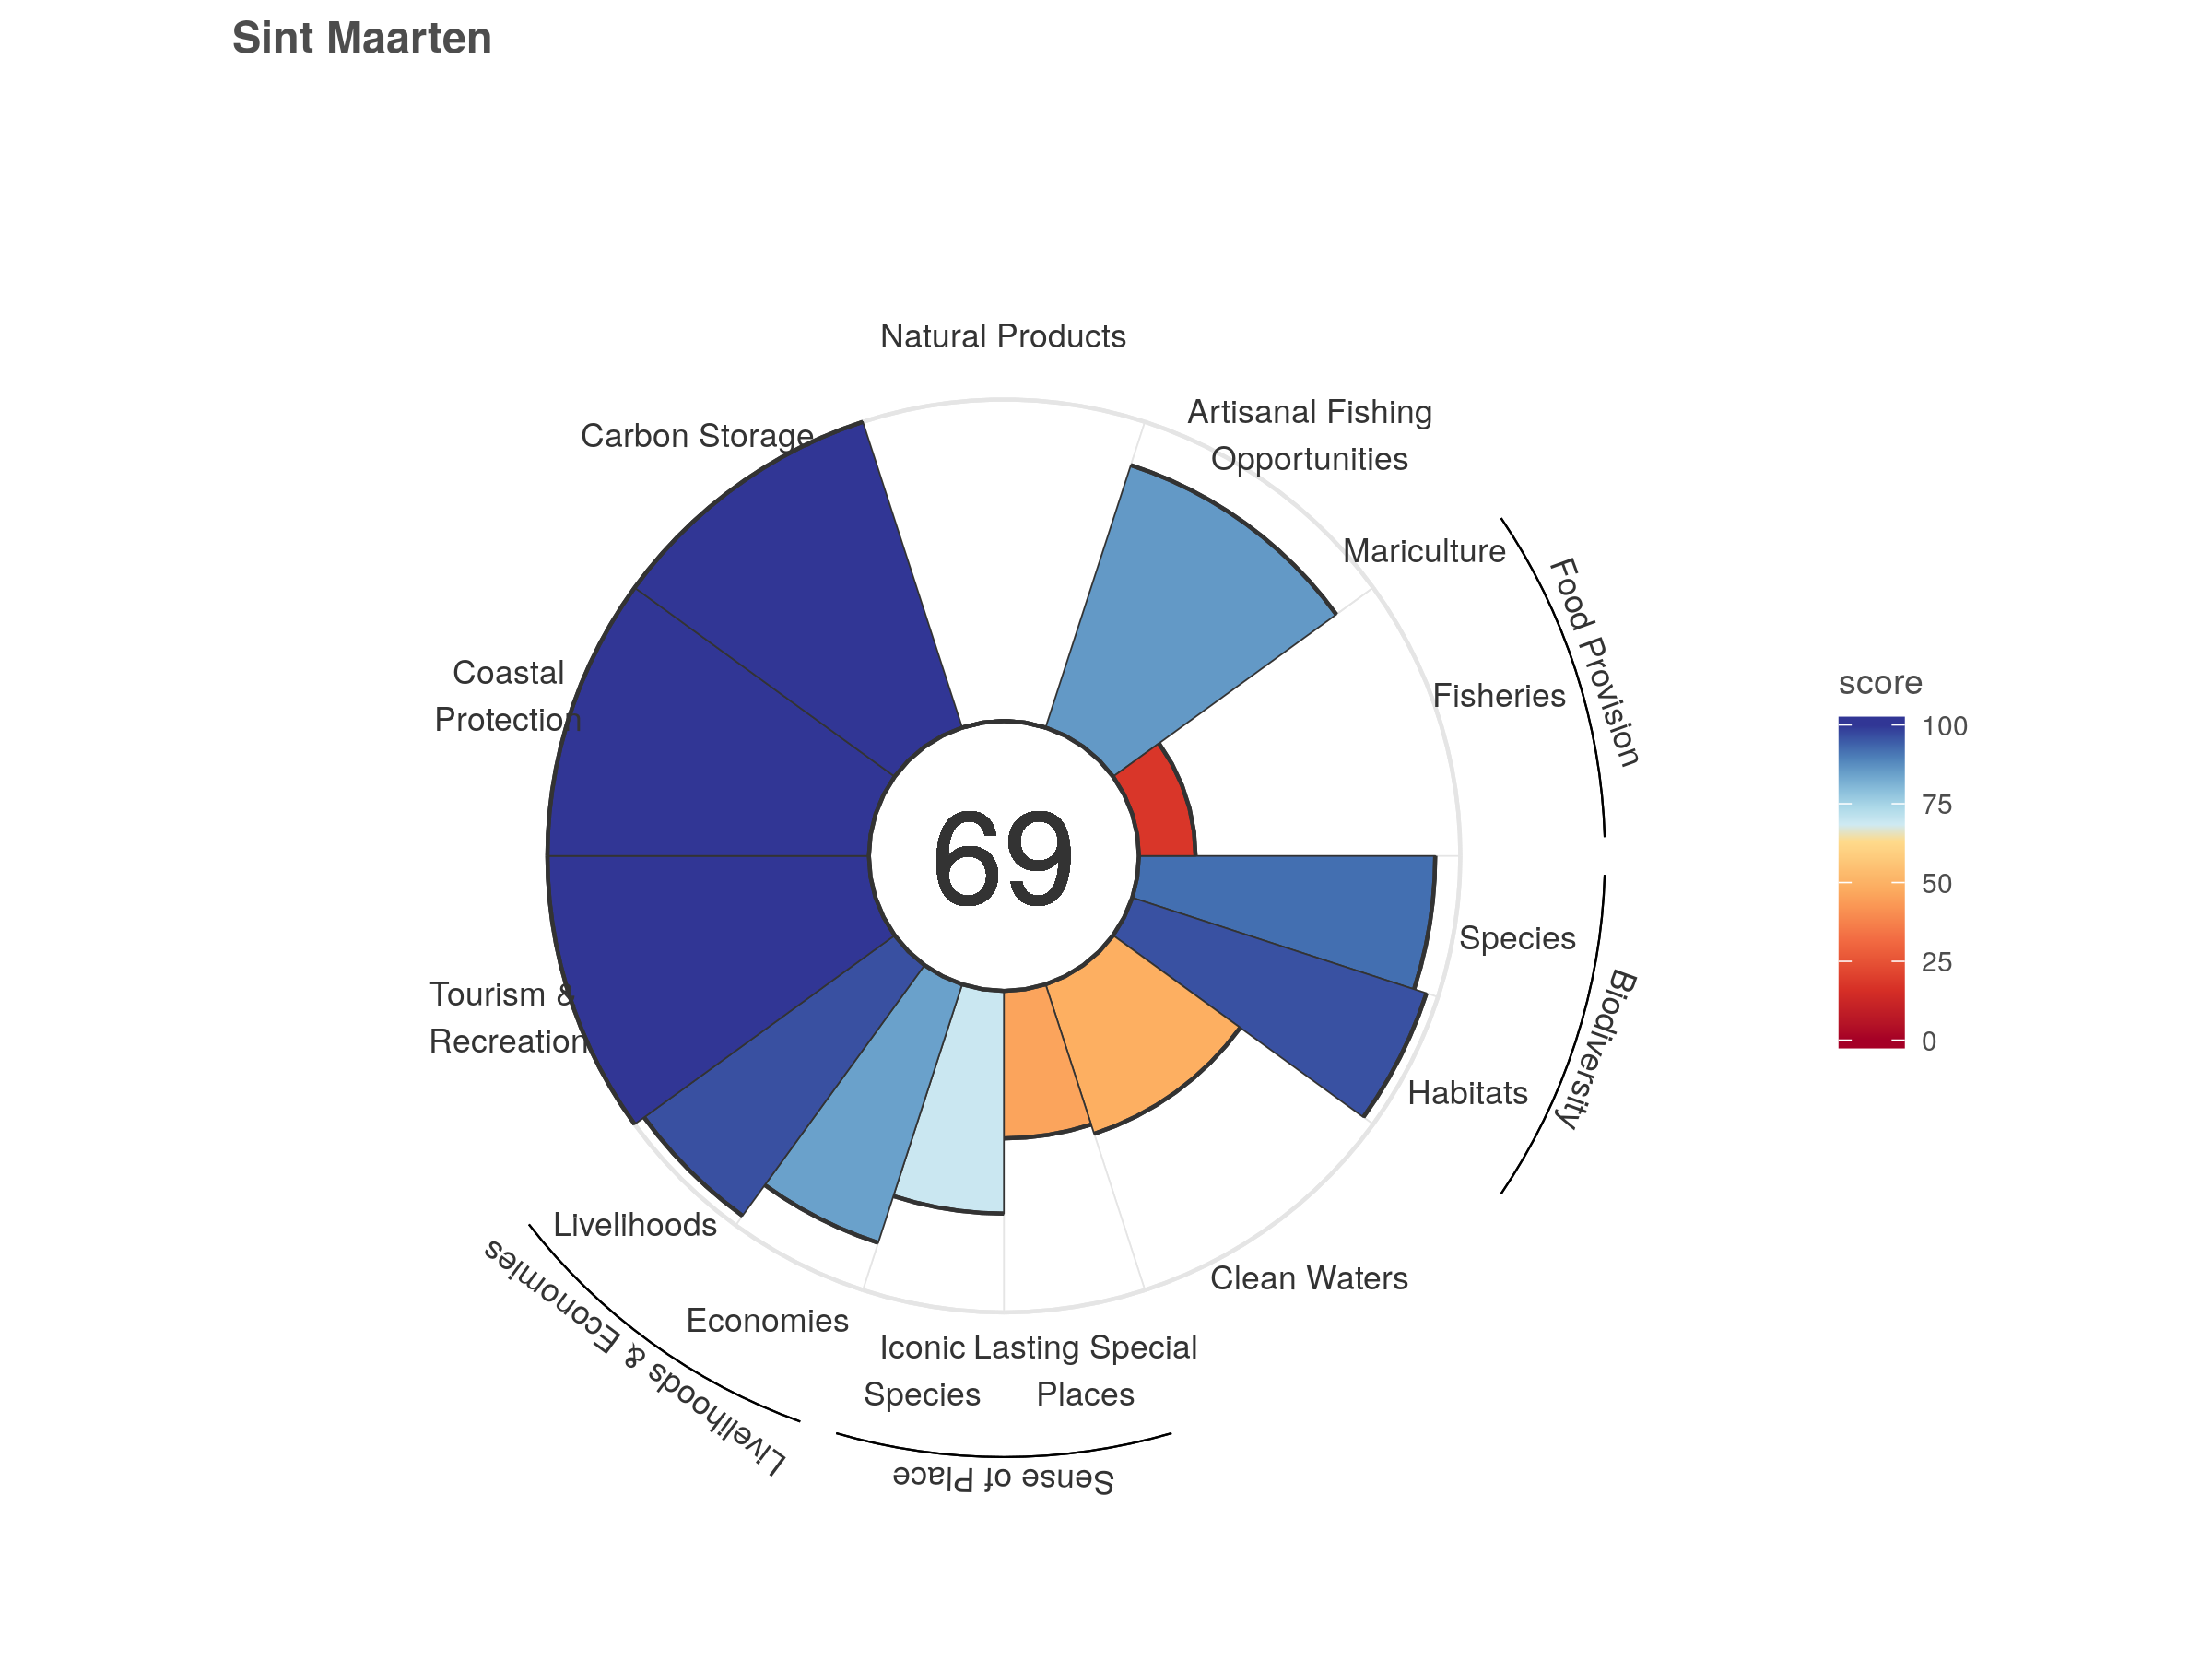 Sint Maarten
Natural Products
Carbon Storage
Artisanal Fishing
Opportunities
Mariculture
Food Provision
Fisheries
Coastal
Protection
score
100
75
50
25
0
69
Species
Biodiversity
Tourism &
Recreation
Habitats
Livelihoods
Clean Waters
Economies
Livelihoods & Economies
Iconic
Species
Lasting Special
Places
Sense of Place